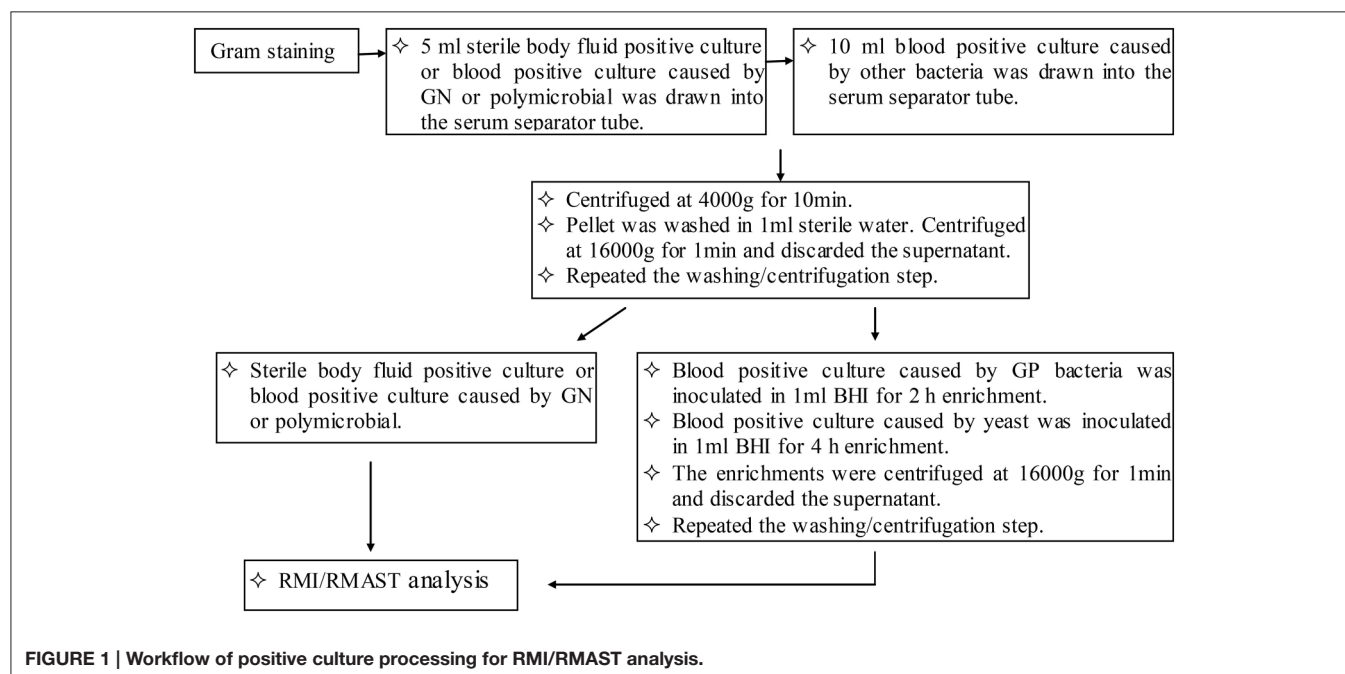 Gram staining
✧ 5 ml sterile body fluid positive culture
or blood positive culture caused by
GN or polymicrobial was drawn into
the serum separator tube.
✧ 10 ml blood positive culture caused
by other bacteria was drawn into the
serum separator tube.
✧ Centrifuged at 4000g for 10min.
✧ Pellet was washed in 1ml sterile water. Centrifuged
at 16000g for 1min and discarded the supernatant.
✧ Repeated the washing/centrifugation step.
✧ Sterile body fluid positive culture or
blood positive culture caused by GN
or polymicrobial.
✧ Blood positive culture caused by GP bacteria was
inoculated in 1ml BHI for 2 h enrichment.
✧ Blood positive culture caused by yeast was inoculated
in 1ml BHI for 4 h enrichment.
✧ The enrichments were centrifuged at 16000g for 1min
and discarded the supernatant.
✧ Repeated the washing/centrifugation step.
✧ RMI/RMAST analysis
FIGURE 1 | Workflow of positive culture processing for RMI/RMAST analysis.